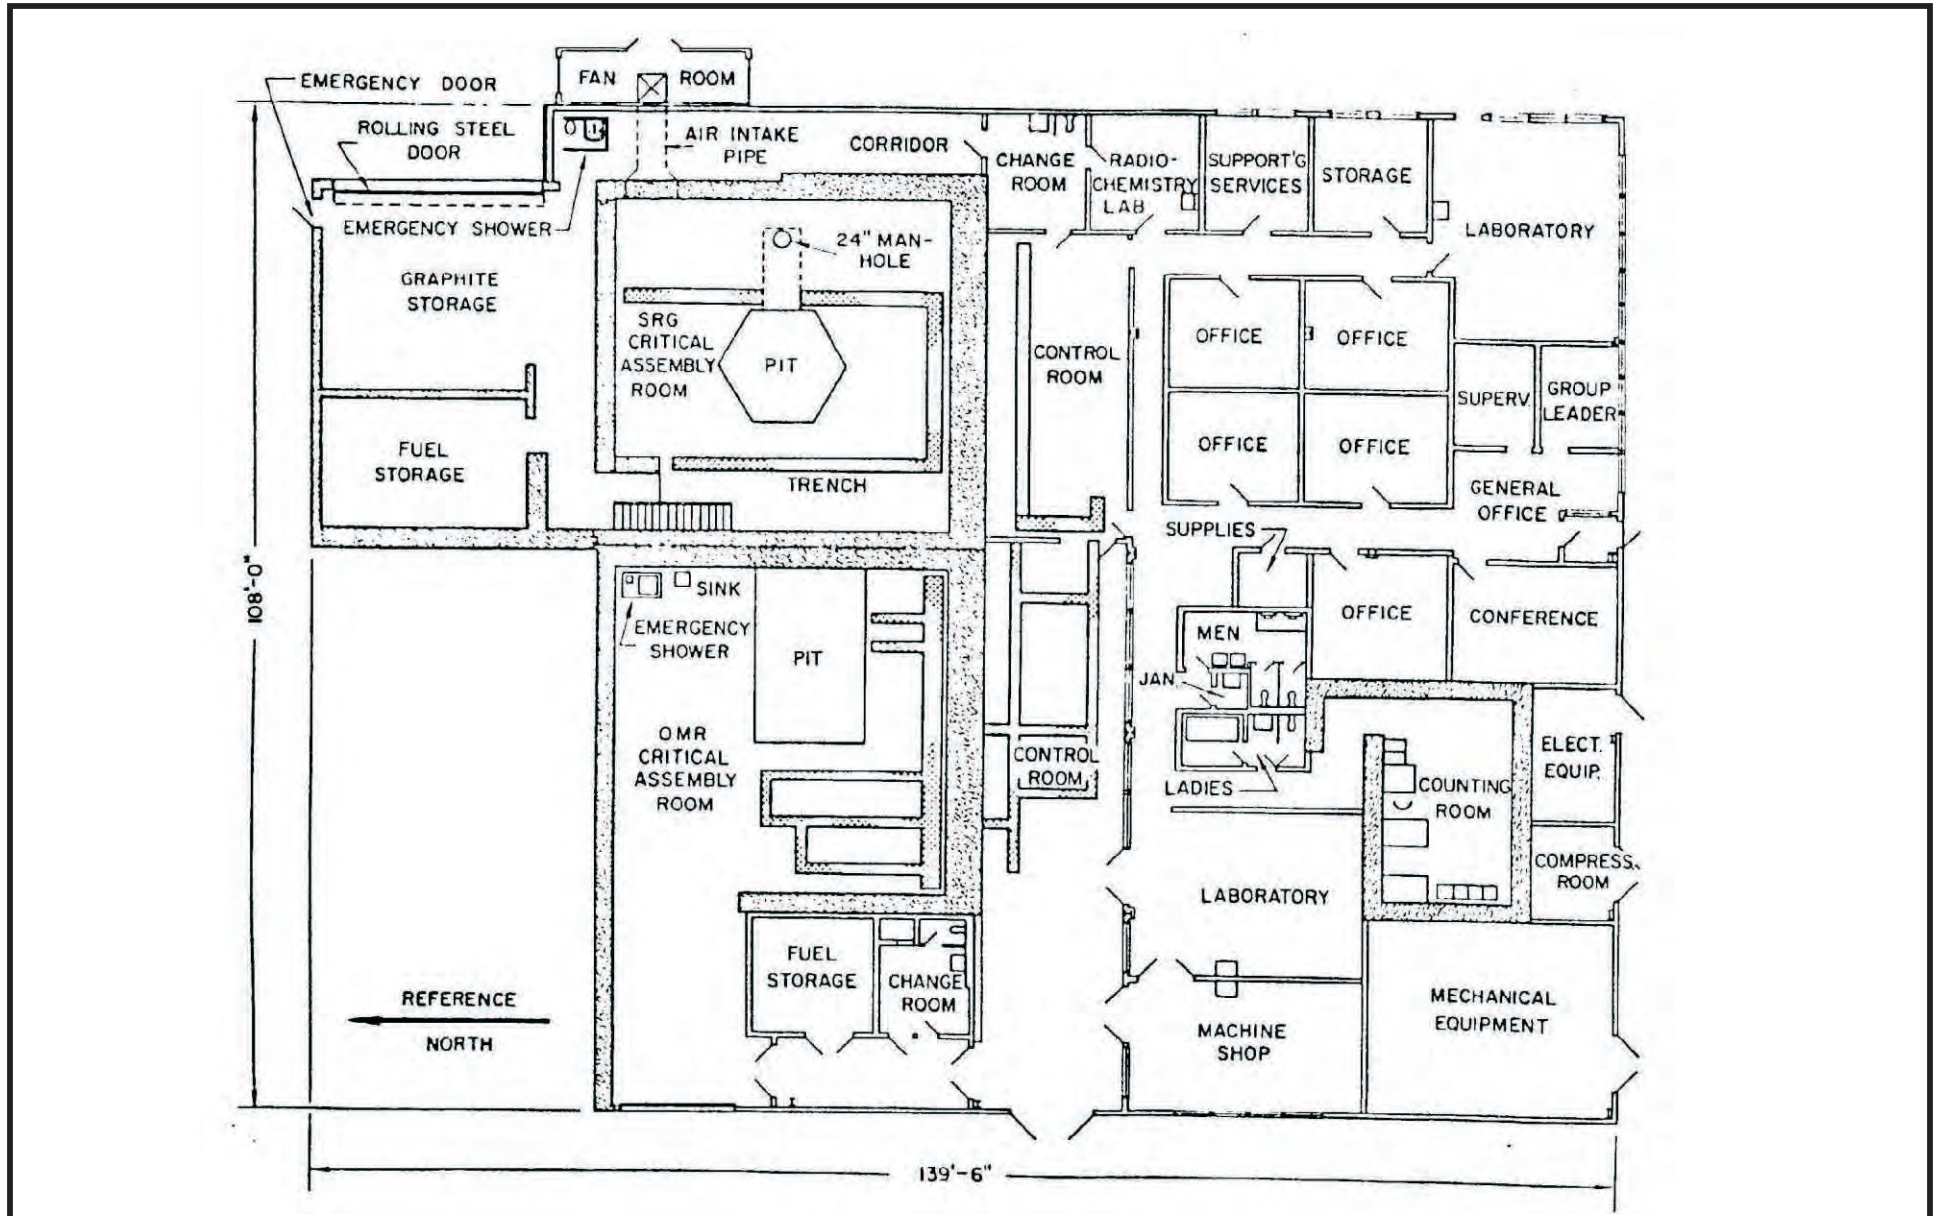 FAN ROOM
EMERGENCY DOOR
ROLLING STEEL
DOOR
AIR INTAKE
PIPE
CORRIDOR
CHANGE
ROOM
RADIO-
CHEMISTRY
LAB
SUPPORT'G
SERVICES
STORAGE
LABORATORY
EMERGENCY SHOWER
24" MAN-
HOLE
GRAPHITE
STORAGE
SRG
CRITICAL
ASSEMBLY
ROOM
PIT
CONTROL
ROOM
OFFICE
OFFICE
SUPERV.
GROUP
LEADER
OFFICE
OFFICE
FUEL
STORAGE
TRENCH
GENERAL
OFFICE
SUPPLIES
108'-0"
SINK
EMERGENCY
SHOWER
PIT
MEN
OFFICE
CONFERENCE
JAN.
OMR
CRITICAL
ASSEMBLY
ROOM
CONTROL
ROOM
LADIES
COUNTING
ROOM
ELECT.
EQUIP.
COMPRESS.
ROOM
LABORATORY
FUEL
STORAGE
CHANGE
ROOM
REFERENCE
NORTH
MACHINE
SHOP
MECHANICAL
EQUIPMENT
139'-6"